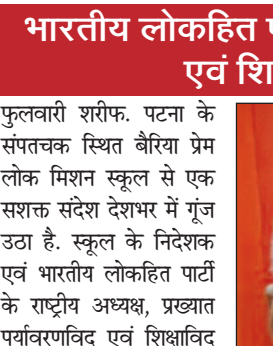 भारतीय लोकहित
एवं
फुलवारी शरीफ. पटना के
संपतचक स्थित बैरिया प्रेम
लोक मिशन स्कूल से एक
सशक्त संदेश देशभर में गूंज
उठा है. स्कूल के निदेशक
एवं भारतीय लोकहित पार्टी
के राष्ट्रीय अध्यक्ष, प्रख्यात
पर्यावरणविद एवं शिक्षाविद